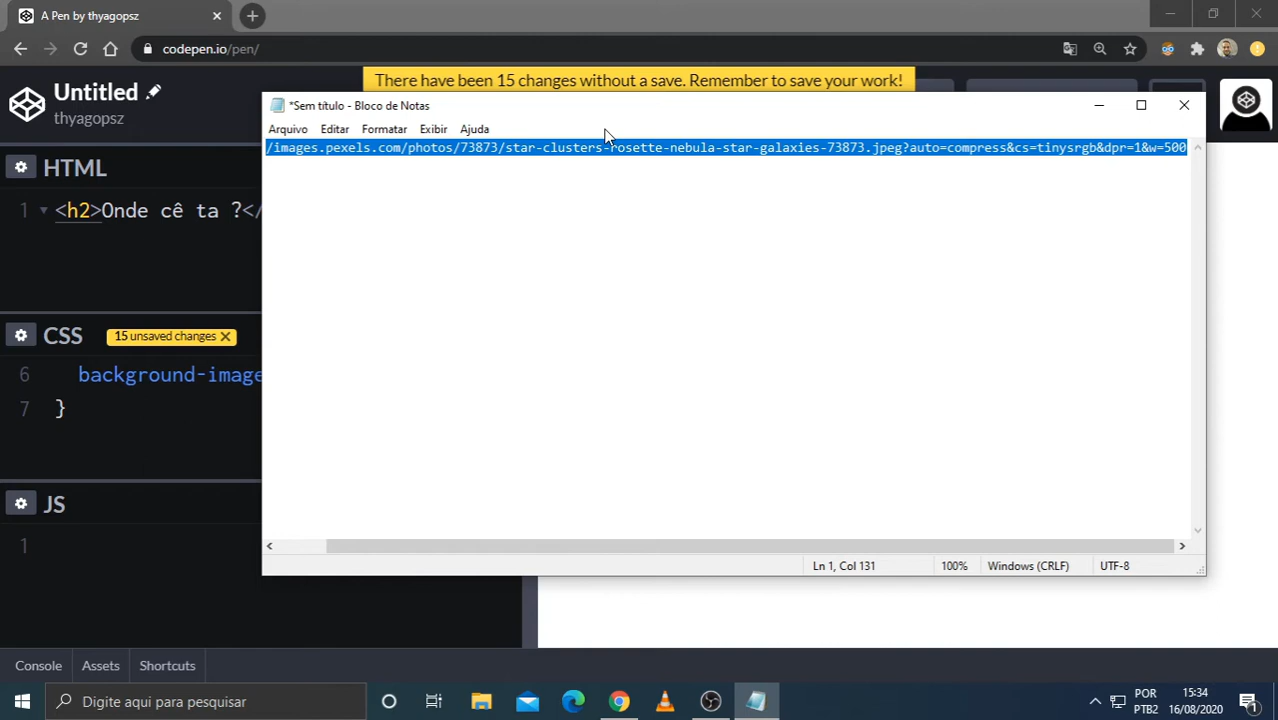 A Pen by thyagopsz
codepen.io/pen/
There have been 15 changes without a save. Remember to save your work!
Untitled
thyagopsz
*Sem título - Bloco de Notas
Arquivo Editar Formatar Exibir Ajuda
/images.pexels.com/photos/73873/star-clusters-rosette-nebula-star-galaxies-73873.jpeg?auto=compress&cs=tinysrgb&dpr=1&w=500
HTML
1 <h2>Onde cê ta ?</
CSS 15 unsaved changes
6 background-image
7 }
JS
1
Ln 1, Col 131 100% Windows (CRLF) UTF-8
Console Assets Shortcuts
Digite aqui para pesquisar
POR 15:34
PTB2 16/08/2020
1